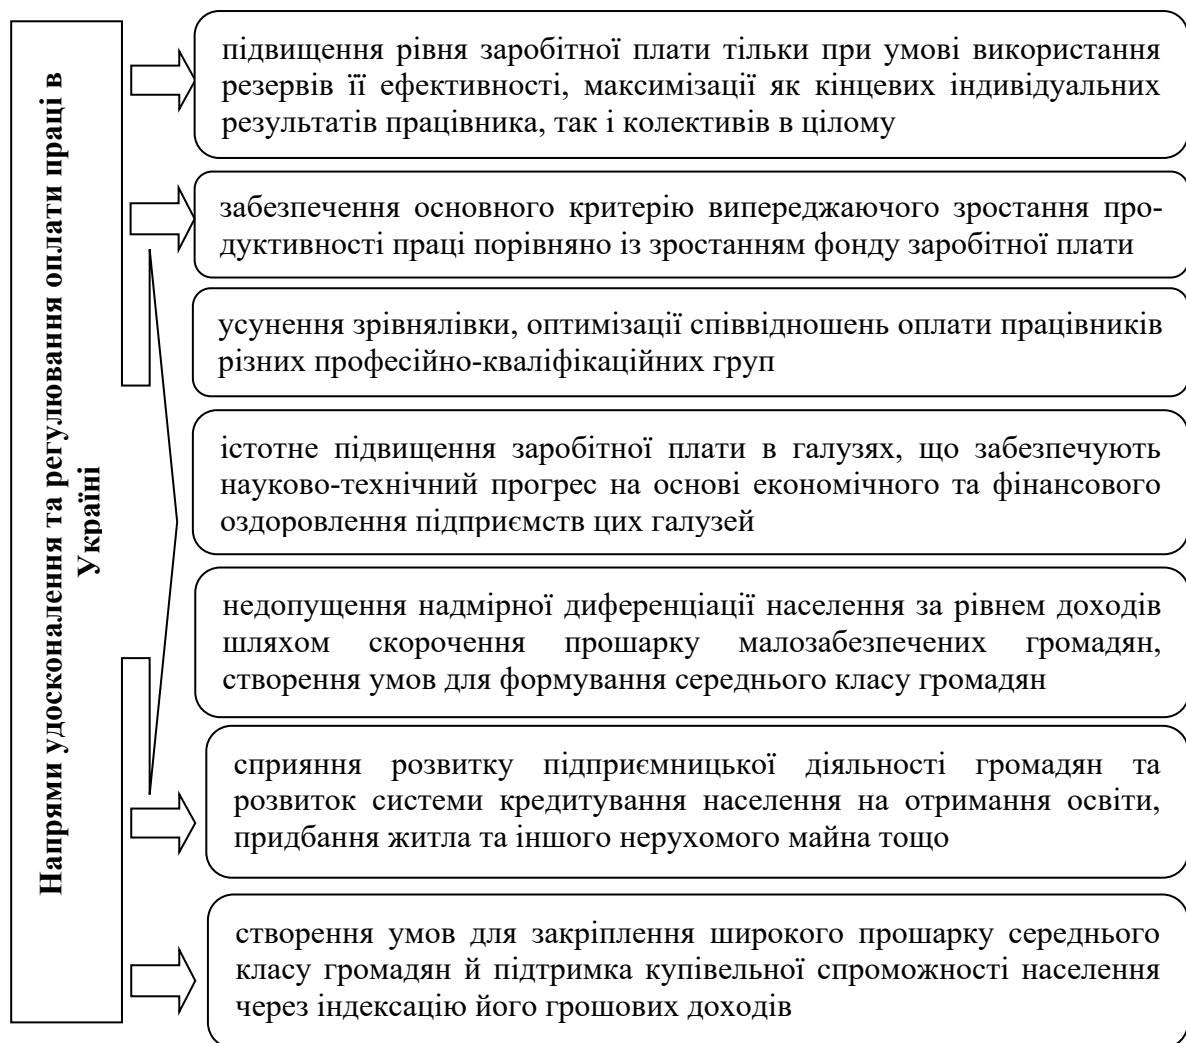 Напрями удосконалення та регулювання оплати праці в
Україні
підвищення рівня заробітної плати тільки при умові використання
резервів її ефективності, максимізації як кінцевих індивідуальних
результатів працівника, так і колективів в цілому
забезпечення основного критерію випереджаючого зростання про-
дуктивності праці порівняно із зростанням фонду заробітної плати
усунення зрівнялівки, оптимізації співвідношень оплати працівників
різних професійно-кваліфікаційних груп
істотне підвищення заробітної плати в галузях, що забезпечують
науково-технічний прогрес на основі економічного та фінансового
оздоровлення підприємств цих галузей
недопущення надмірної диференціації населення за рівнем доходів
шляхом скорочення прошарку малозабезпечених громадян,
створення умов для формування середнього класу громадян
сприяння розвитку підприємницької діяльності громадян та
розвиток системи кредитування населення на отримання освіти,
придбання житла та іншого нерухомого майна тощо
створення умов для закріплення широкого прошарку середнього
класу громадян й підтримка купівельної спроможності населення
через індексацію його грошових доходів